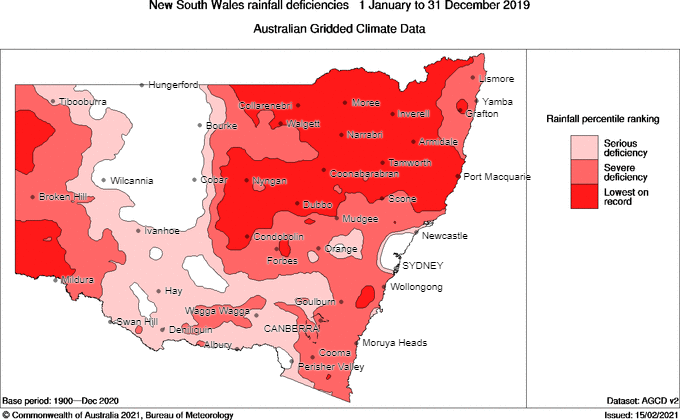 New South Wales rainfall deficiencies 1 January to 31 December 2019
Australian Gridded Climate Data
Hungerford
Lismore
Tibooburra
Collarenebri
Moree
Yamba
Inverell
Grafton
Bourke
Walgett
Narrabri
Armidale
Tamworth
Coonabarabran
Wilcannia
Cobar
Nyngan
Port Macquarie
Broken Hill
Dubbo
Scone
Mudgee
Ivanhoe
Condobolin
Newcastle
Orange
Forbes
SYDNEY
Mildura
Hay
Wollongong
Goulburn
Wagga Wagga
Swan Hill
Deniliquin
CANBERRA
Albury
Moruya Heads
Cooma
Perisher Valley
Rainfall percentile ranking
Serious
deficiency
Severe
deficiency
Lowest on
record
Base period: 1900—Dec 2020
Dataset: AGCD v2
© Commonwealth of Australia 2021, Bureau of Meteorology
Issued: 15/02/2021